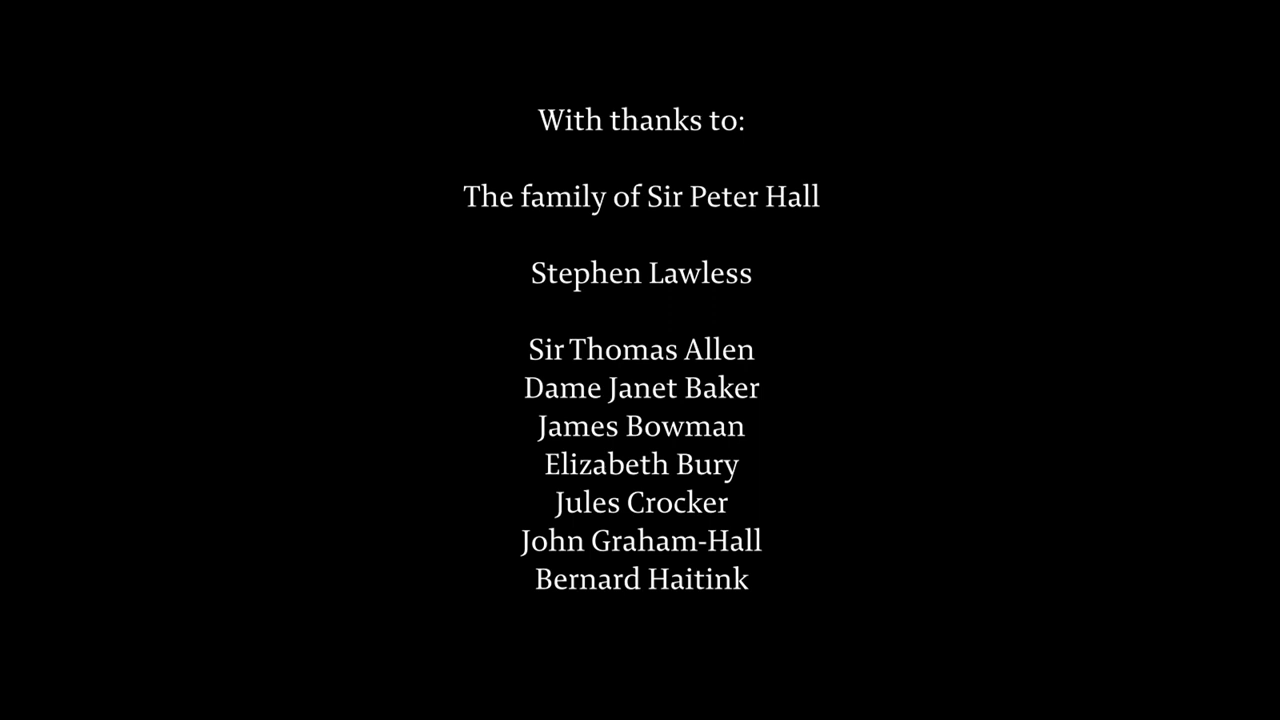 With thanks to:
The family of Sir Peter Hall
Stephen Lawless
Sir Thomas Allen
Dame Janet Baker
James Bowman
Elizabeth Bury
Jules Crocker
John Graham-Hall
Bernard Haitink